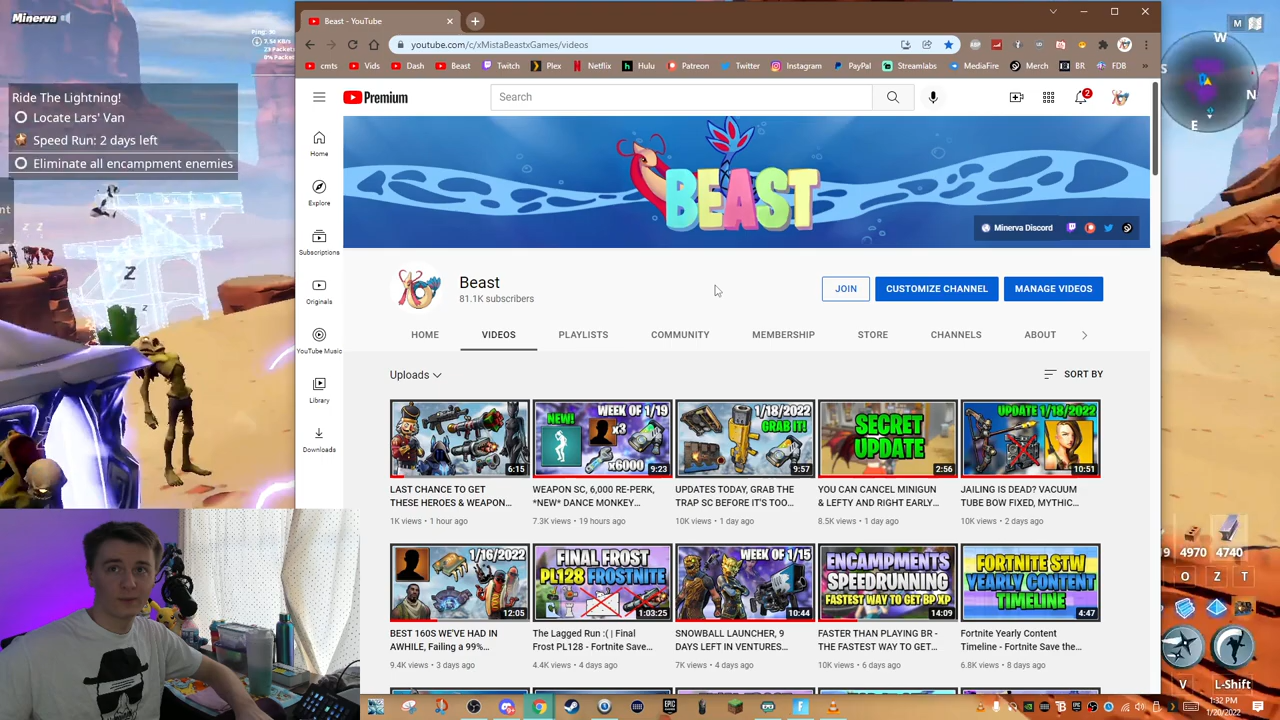 Minerva
Ride The Lightning!
Locate Lars' Van
Speed Run: 2 days left
Eliminate all encampment enemies
Beast - YouTube
youtube.com/c/xMistaBeastxGames/videos
cmts Vids Dash Beast Twitch Plex Netflix Hulu Patreon Twitter Instagram PayPal Streamlabs MediaFire Merch BR FDB
Premium
Search
2
Home
Explore
Subscriptions
Originals
YouTube Music
Library
Downloads
BEAST
Minerva Discord
Beast
81.1K subscribers
JOIN CUSTOMIZE CHANNEL MANAGE VIDEOS
HOME VIDEOS PLAYLISTS COMMUNITY MEMBERSHIP STORE CHANNELS ABOUT
Uploads
SORT BY
6:15
NEW! WEEK OF 1/19 x3 x6000 9:23
1/18/2022 GRAB IT! 9:57
SECRET UPDATE 2:56
UPDATE 1/18/2022 10:51
LAST CHANCE TO GET THESE HEROES & WEAPON...
1K views • 1 hour ago
WEAPON SC, 6,000 RE-PERK, *NEW* DANCE MONKEY...
7.3K views • 19 hours ago
UPDATES TODAY, GRAB THE TRAP SC BEFORE IT'S TOO...
10K views • 1 day ago
YOU CAN CANCEL MINIGUN & LEFTY AND RIGHT EARLY...
8.5K views • 1 day ago
JAILING IS DEAD? VACUUM TUBE BOW FIXED, MYTHIC...
10K views • 2 days ago
1/16/2022 12:05
FINAL FROST PL128 FROSTNITE 1:03:25
WEEK OF 1/15 10:44
ENCAMPMENTS SPEEDRUNNING FASTEST WAY TO GET BP XP 14:09
FORTNITE STW YEARLY CONTENT TIMELINE 4:47
BEST 160S WE'VE HAD IN AWHILE, Failing a 99%...
9.4K views • 3 days ago
The Lagged Run :( | Final Frost PL128 - Fortnite Save...
4.4K views • 4 days ago
SNOWBALL LAUNCHER, 9 DAYS LEFT IN VENTURES...
7K views • 4 days ago
FASTER THAN PLAYING BR - THE FASTEST WAY TO GET...
10K views • 6 days ago
Fortnite Yearly Content Timeline - Fortnite Save the...
6.8K views • 8 days ago
M
W
N
E
4970 4740
O Z T
V L-Shift
1:32 PM
1/20/2022